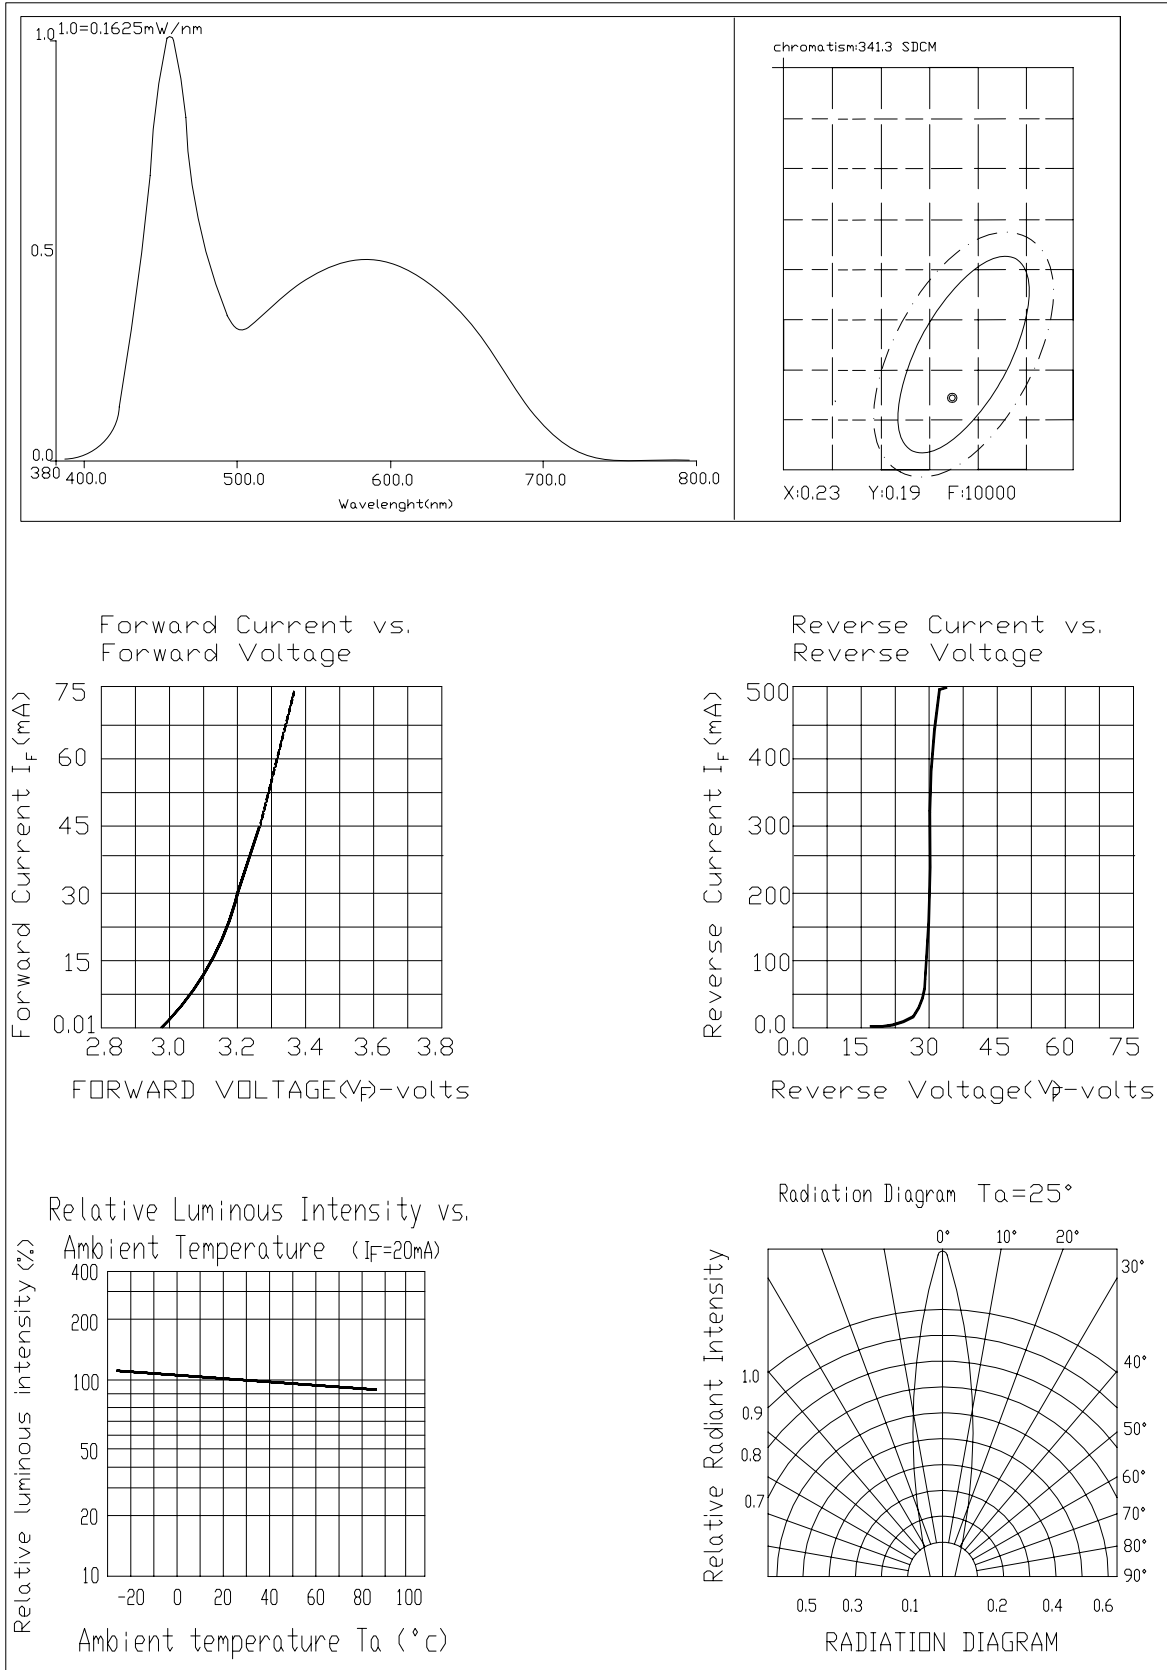 1.0=0.1625mW/nm
1.0
0.5
0.0
380 400.0 500.0 600.0 700.0 800.0
Wavelenght(nm)
chromatism:341.3 SDCM
X:0.23 Y:0.19 F:10000
Forward Current vs.
Forward Voltage
Forward Current IF(mA)
75
60
45
30
15
0.01
2.8 3.0 3.2 3.4 3.6 3.8
FORWARD VOLTAGE(VF)-volts
Reverse Current vs.
Reverse Voltage
Reverse Current IF(mA)
500
400
300
200
100
0.0
0.0 15 30 45 60 75
Reverse Voltage(VF)-volts
Relative Luminous Intensity vs.
Ambient Temperature (IF=20mA)
Relative luminous intensity(%)
400
200
100
50
20
10
-20 0 20 40 60 80 100
Ambient temperature Ta (°c)
Radiation Diagram Ta=25°
Relative Radiant Intensity
0° 10° 20°
30°
40°
50°
60°
70°
80°
90°
1.0
0.9
0.8
0.7
0.5 0.3 0.1 0.2 0.4 0.6
RADIATION DIAGRAM